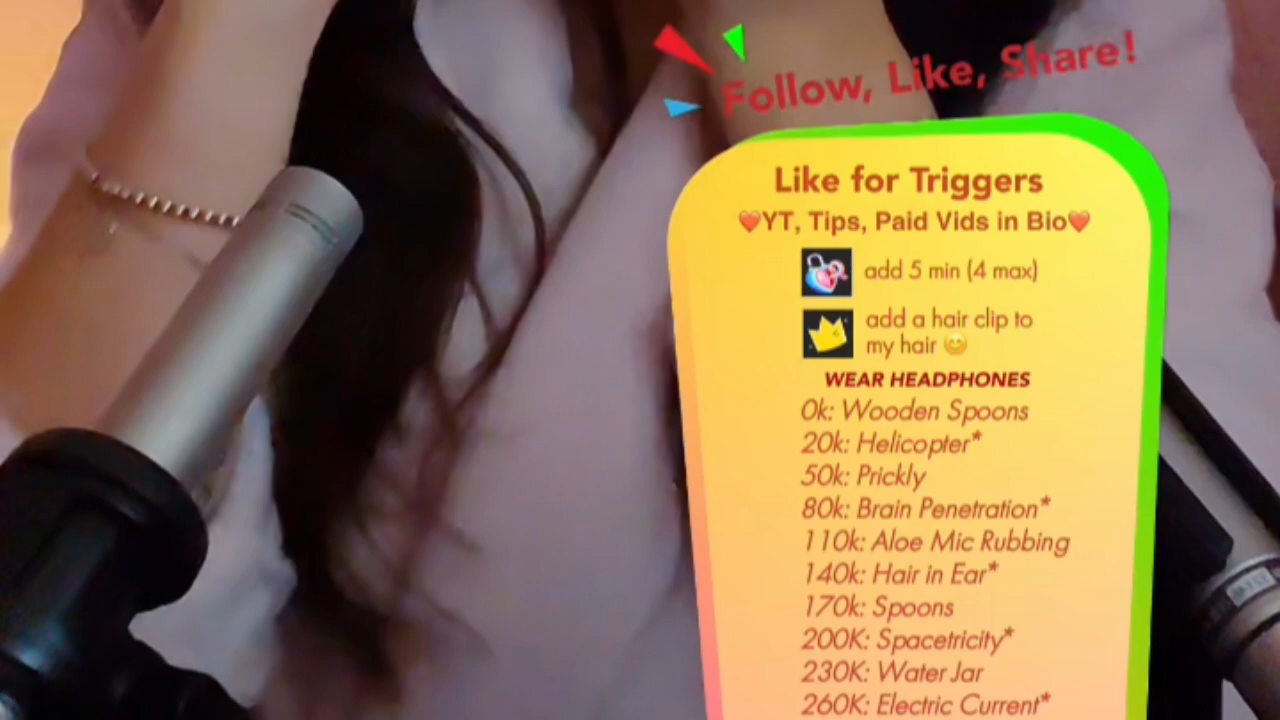 Follow, Like, Share!
Like for Triggers
❤️YT, Tips, Paid Vids in Bio❤️
add 5 min (4 max)
add a hair clip to
my hair 😊
WEAR HEADPHONES
0k: Wooden Spoons
20k: Helicopter*
50k: Prickly
80k: Brain Penetration*
110k: Aloe Mic Rubbing
140k: Hair in Ear*
170k: Spoons
200K: Spacetricity*
230K: Water Jar
260K: Electric Current*